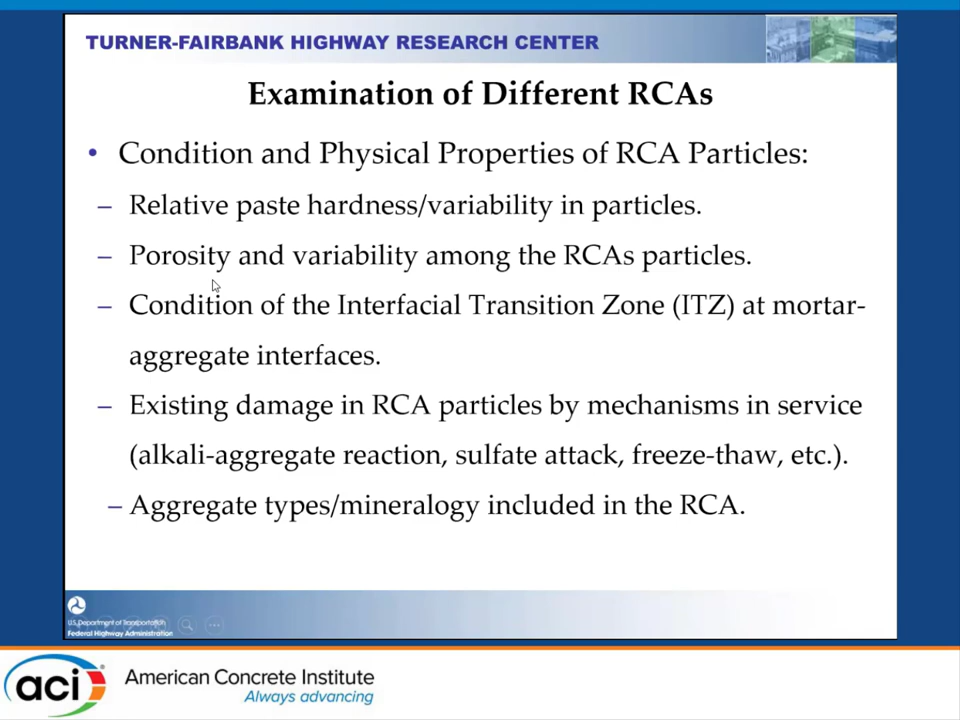 TURNER-FAIRBANK HIGHWAY RESEARCH CENTER
Examination of Different RCAs
• Condition and Physical Properties of RCA Particles:
– Relative paste hardness/variability in particles.
– Porosity and variability among the RCAs particles.
– Condition of the Interfacial Transition Zone (ITZ) at mortar-
aggregate interfaces.
– Existing damage in RCA particles by mechanisms in service
(alkali-aggregate reaction, sulfate attack, freeze-thaw, etc.).
– Aggregate types/mineralogy included in the RCA.
U.S. Department of Transportation
Federal Highway Administration
aci®
American Concrete Institute
Always advancing